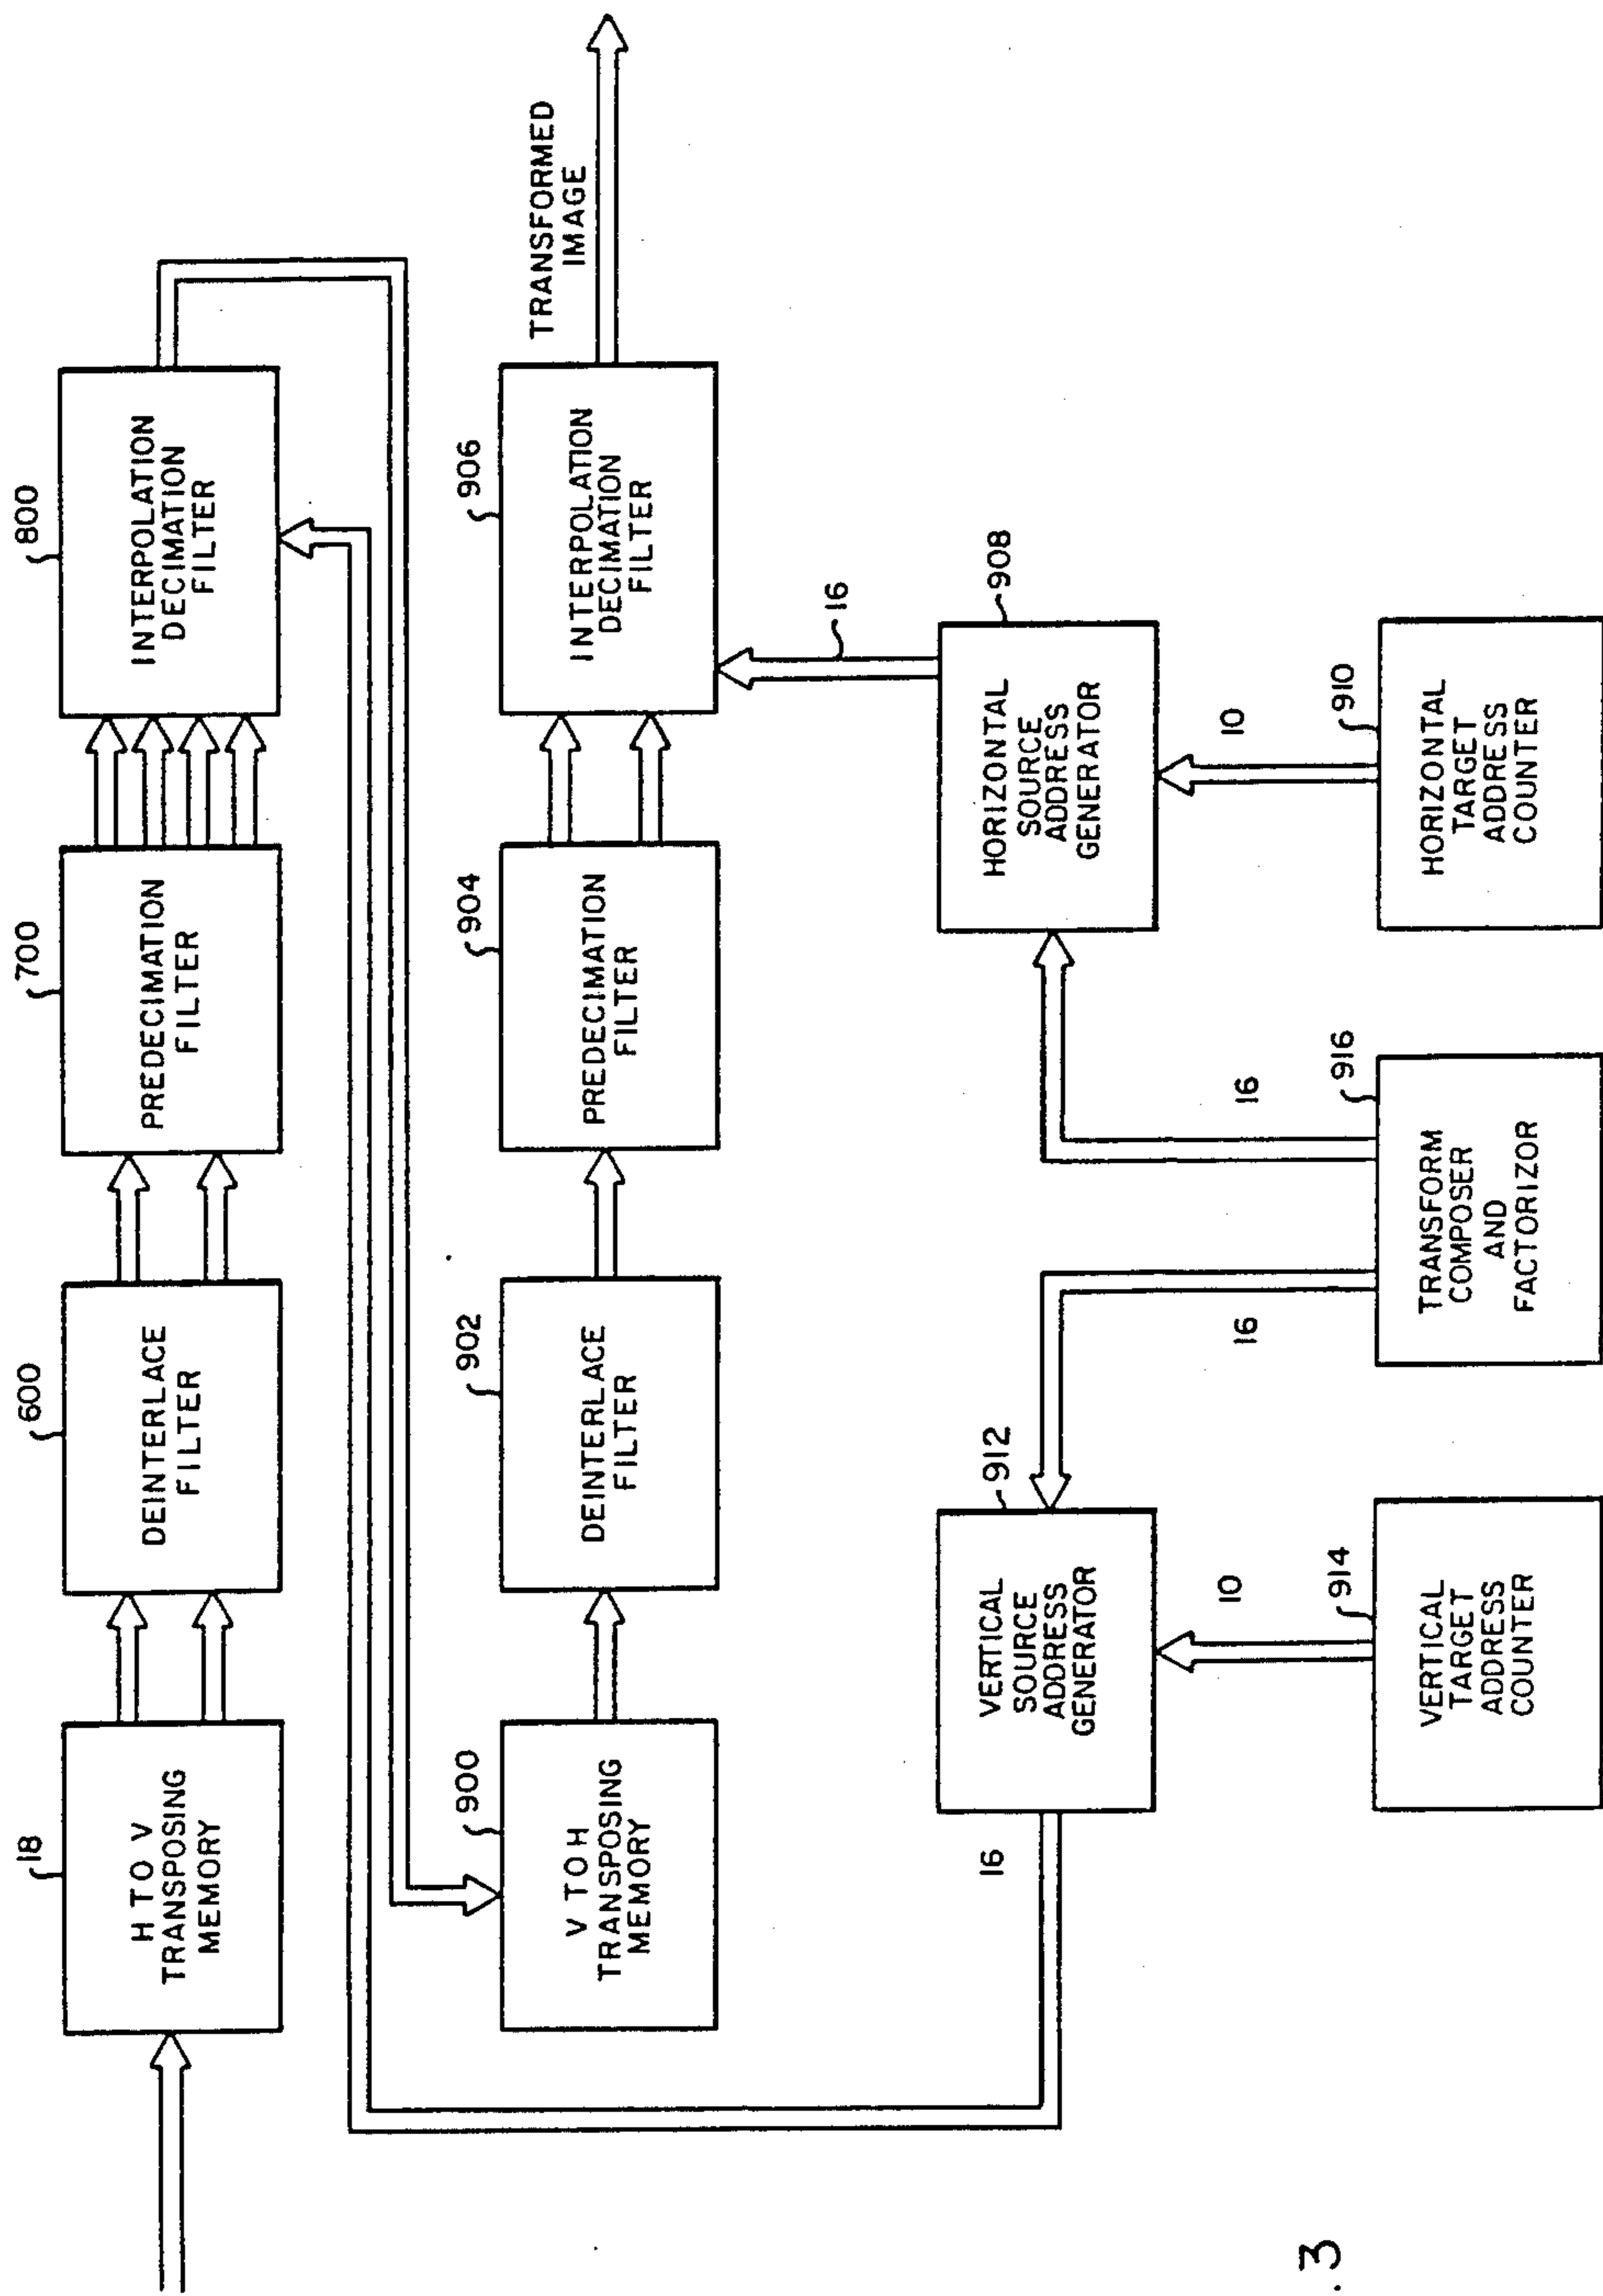 18
H TO V
TRANSPOSING
MEMORY
600
DEINTERLACE
FILTER
700
PREDECIMATION
FILTER
800
INTERPOLATION
DECIMATION
FILTER
900
V TO H
TRANSPOSING
MEMORY
902
DEINTERLACE
FILTER
904
PREDECIMATION
FILTER
906
INTERPOLATION
DECIMATION
FILTER
TRANSFORMED
IMAGE
16
16
912
VERTICAL
SOURCE
ADDRESS
GENERATOR
908
HORIZONTAL
SOURCE
ADDRESS
GENERATOR
10
16
16
10
914
VERTICAL
TARGET
ADDRESS
COUNTER
916
TRANSFORM
COMPOSER
AND
FACTORIZOR
910
HORIZONTAL
TARGET
ADDRESS
COUNTER
.3